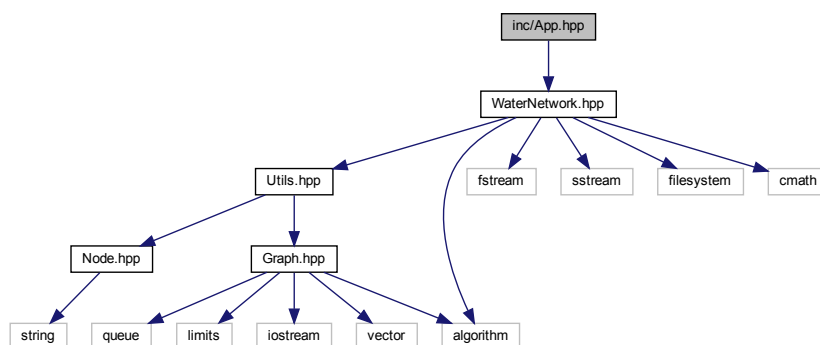 inc/App.hpp
WaterNetwork.hpp
Utils.hpp
fstream
sstream
filesystem
cmath
Node.hpp
Graph.hpp
string
queue
limits
iostream
vector
algorithm